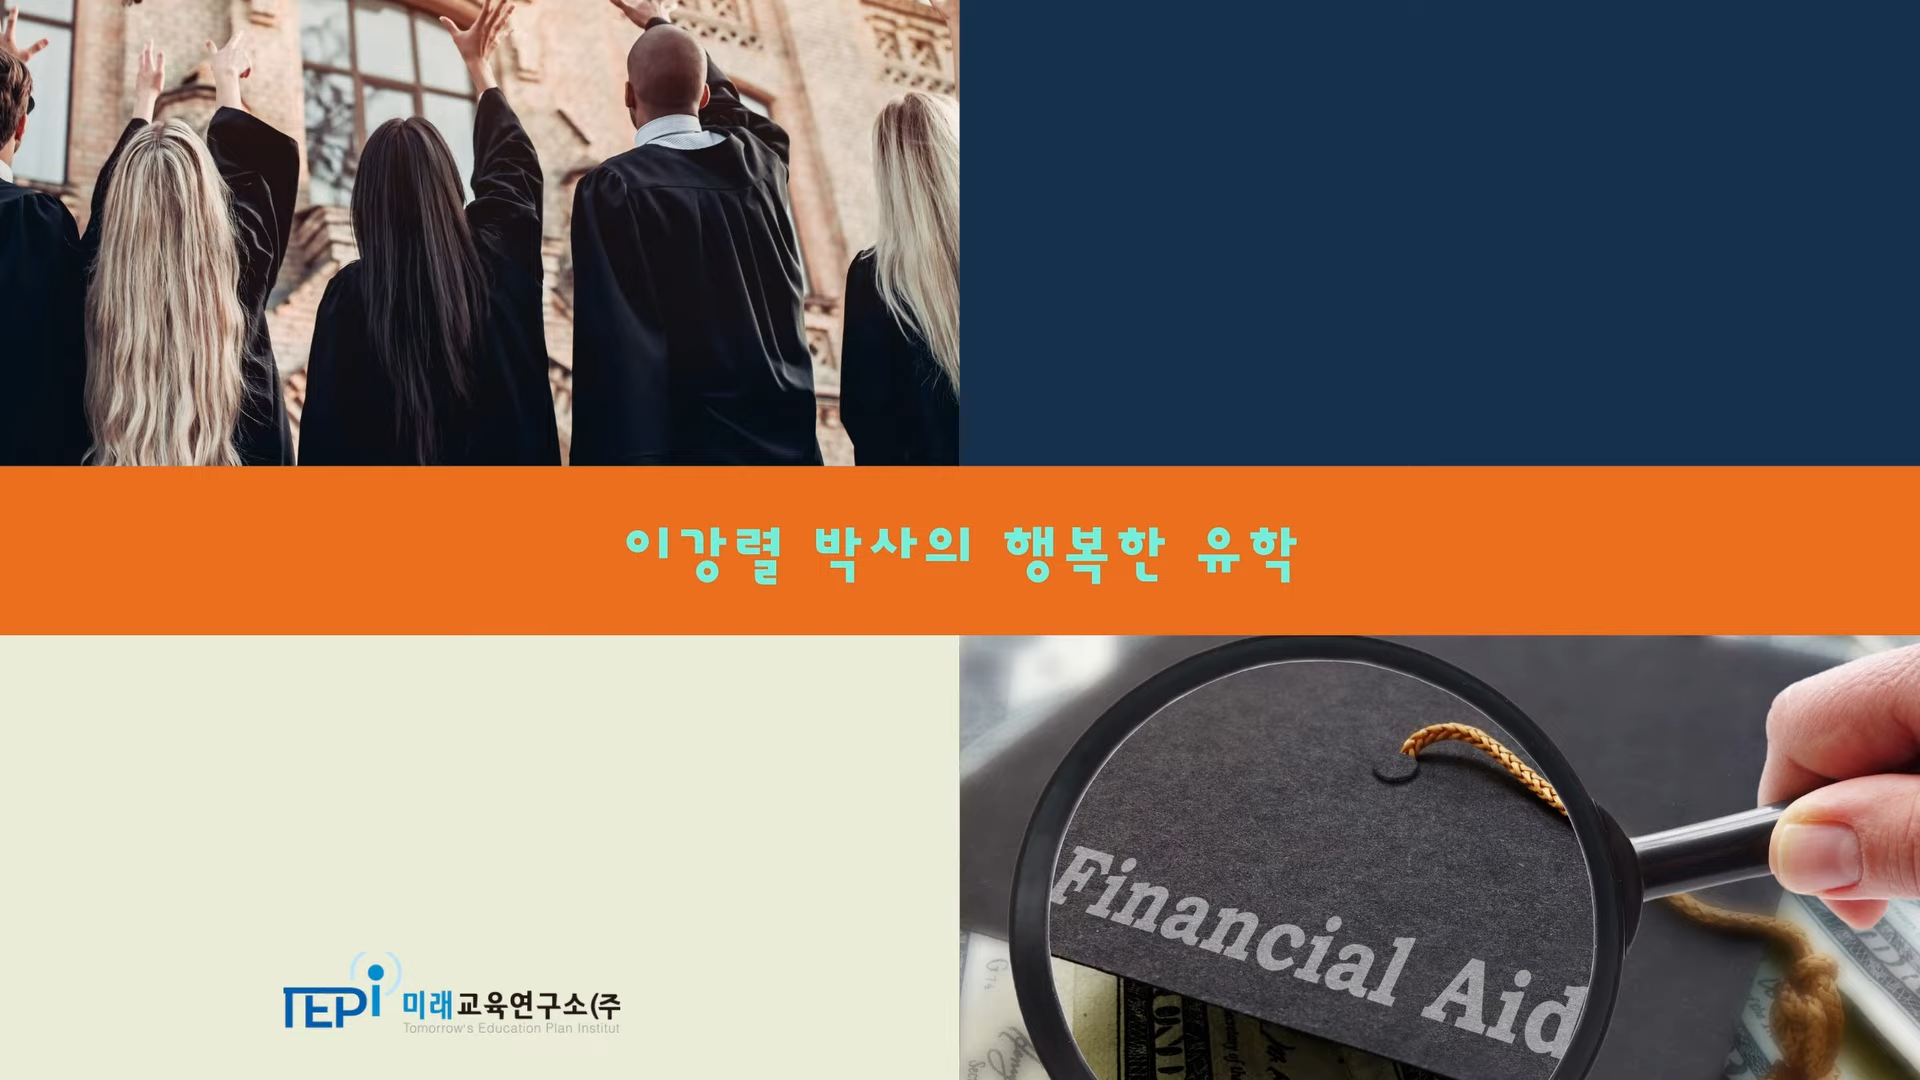 이강렬 박사의 행복한 유학
Financial Aid
TEPi 미래교육연구소(주
Tomorrow's Education Plan Institut